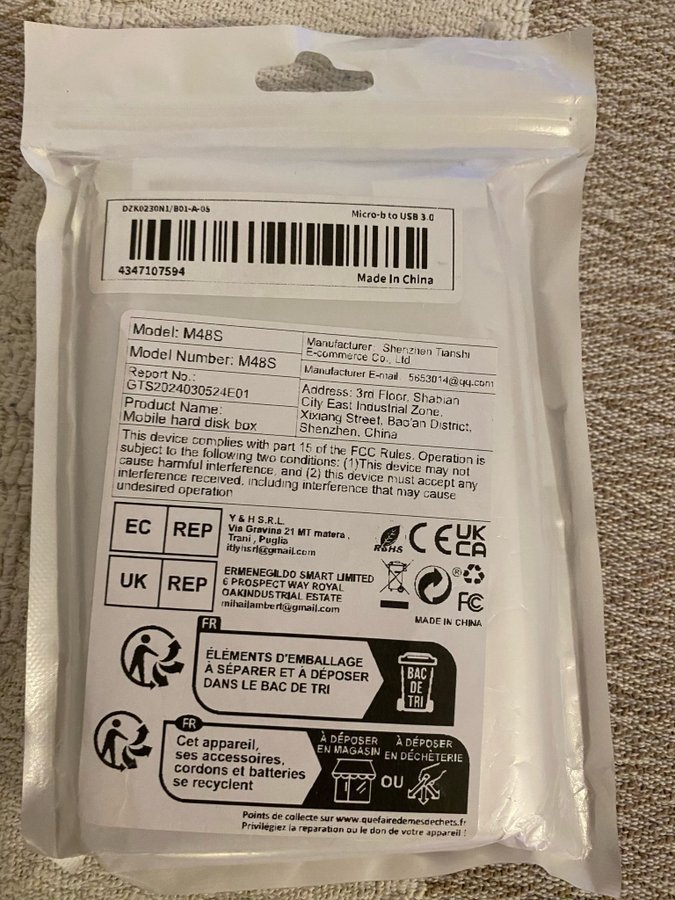 DZK0230N1/B01-A-05
Micro-b to USB 3.0
4347107594
Made In China
Model: M48S
Model Number: M48S
Report No.:
GTS2024030524E01
Product Name:
Mobile hard disk box
Manufacturer: Shenzhen Tianshi
E-commerce Co., Ltd
Manufacturer E-mail: 5653014@qq.com
Address: 3rd Floor, Shabian
City East Industrial Zone,
Xixiang Street, Bao'an District,
Shenzhen, China
This device complies with part 15 of the FCC Rules. Operation is
subject to the following two conditions: (1)This device may not
cause harmful interference, and (2) this device must accept any
interference received, including interference that may cause
undesired operation
EC REP
Y & H S.R.L.
Via Gravina 21 MT matera,
Trani, Puglia
itlyhsrl@gmail.com
RoHS CE UK
CA
UK REP
ERMENEGILDO SMART LIMITED
6 PROSPECT WAY ROYAL
OAKINDUSTRIAL ESTATE
mihailambert@gmail.com
® FC
MADE IN CHINA
FR
ÉLÉMENTS D'EMBALLAGE
À SÉPARER ET À DÉPOSER
DANS LE BAC DE TRI
BAC
DE
TRI
FR
Cet appareil,
ses accessoires,
cordons et batteries
se recyclent
À DÉPOSER
EN MAGASIN
OU
À DÉPOSER
EN DÉCHÈTERIE
Points de collecte sur www.quefairedemesdechets.fr
Privilégiez la reparation ou le don de votre appareil !